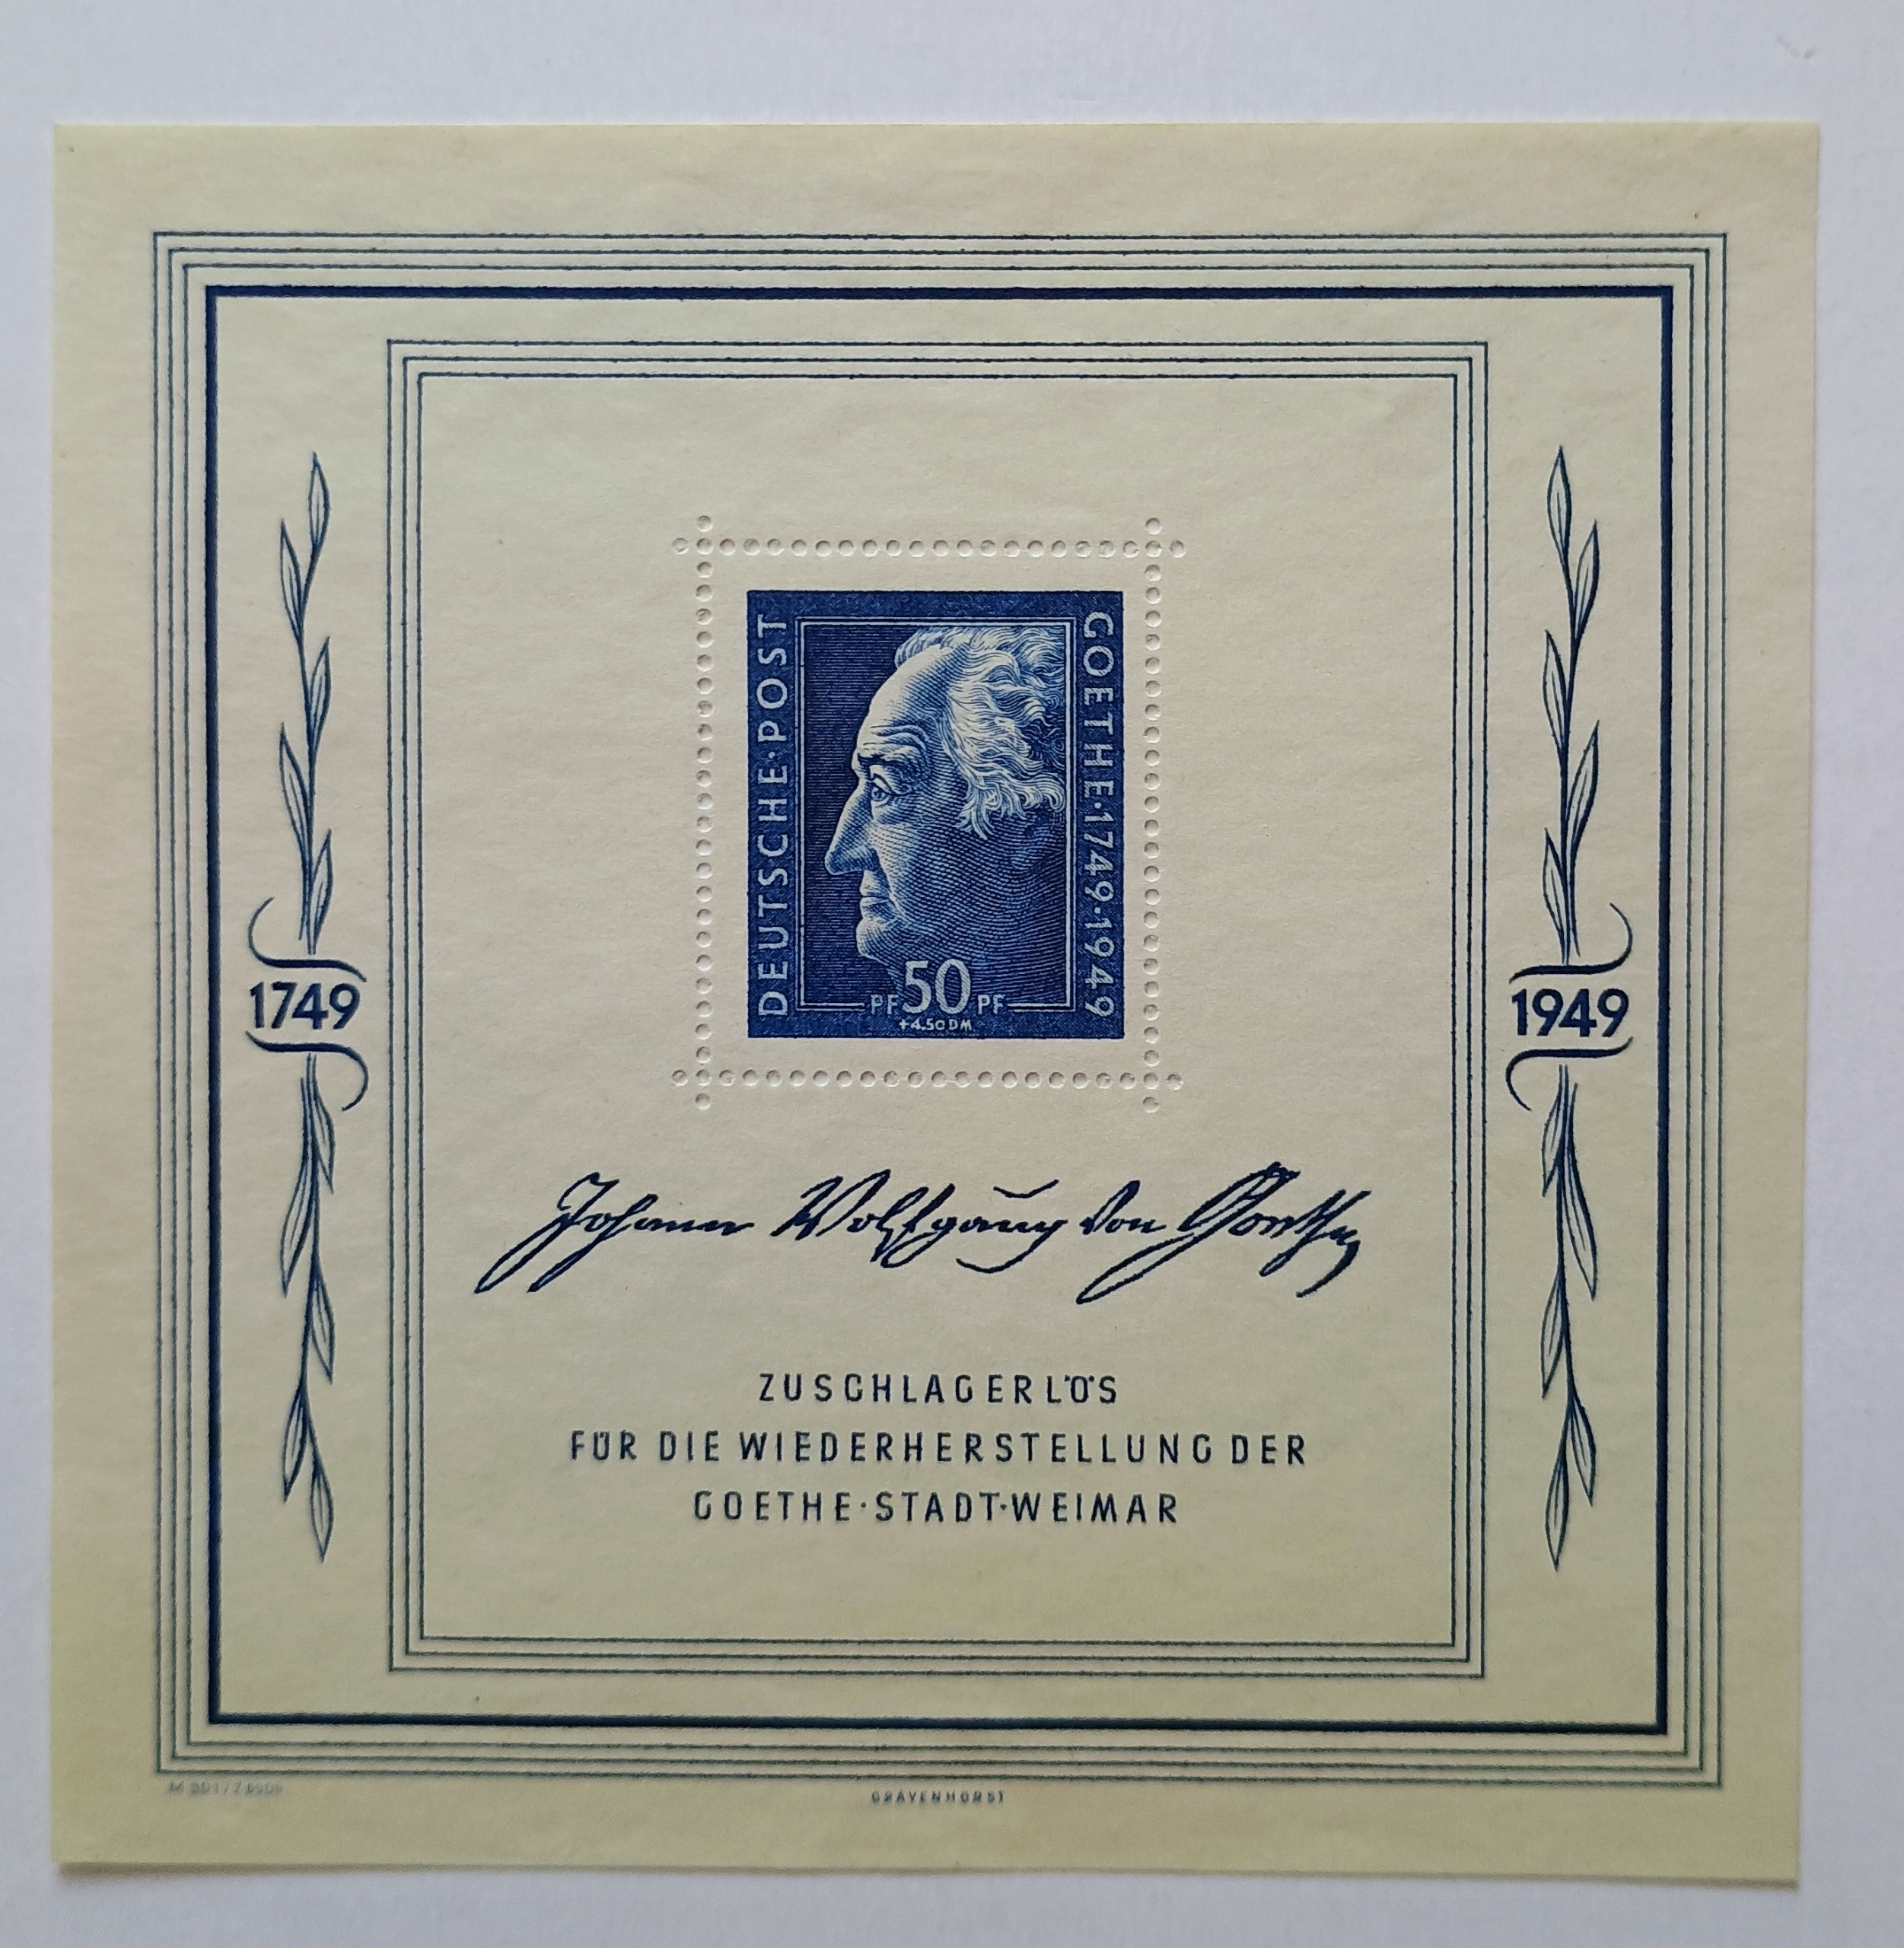 DEUTSCHE·POST
GOETHE·1749·1949
PF 50 PF
+4.50 DM
1749
1949
Johann Wolfgang von Goethe
ZUSCHLAGERLÖS
FÜR DIE WIEDERHERSTELLUNG DER
GOETHE·STADT·WEIMAR
GRAVENHORST